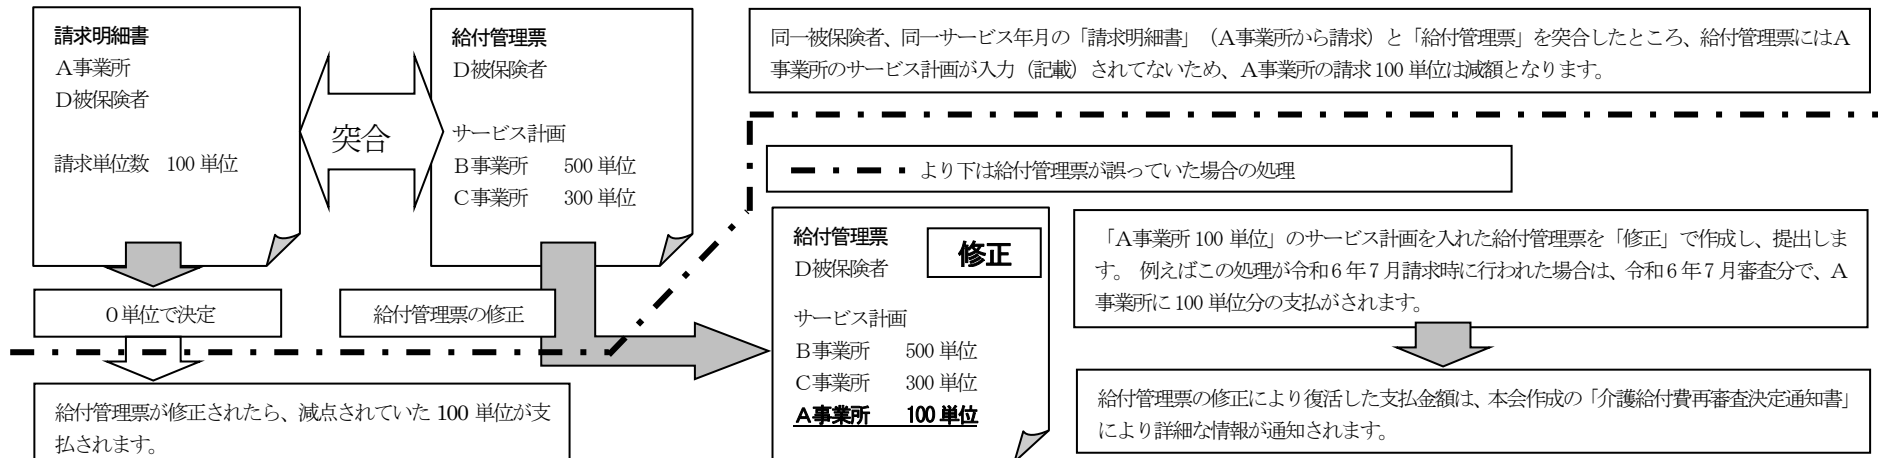 請求明細書
A事業所
D被保険者
請求単位数　100 単位
突合
給付管理票
D被保険者
サービス計画
B事業所　500 単位
C事業所　300 単位
同一被保険者、同一サービス年月の「請求明細書」（A事業所から請求）と「給付管理票」を突合したところ、給付管理票にはA
事業所のサービス計画が入力（記載）されてないため、A事業所の請求 100 単位は減額となります。
より下は給付管理票が誤っていた場合の処理
0単位で決定
給付管理票の修正
給付管理票が修正されたら、減点されていた 100 単位が支
払されます。
給付管理票
修正
D被保険者
サービス計画
B事業所　500 単位
C事業所　300 単位
A事業所　100 単位
「A事業所 100 単位」のサービス計画を入れた給付管理票を「修正」で作成し、提出しま
す。 例えばこの処理が令和６年７月請求時に行われた場合は、令和６年７月審査分で、A
事業所に 100 単位分の支払がされます。
給付管理票の修正により復活した支払金額は、本会作成の「介護給付費再審査決定通知書」
により詳細な情報が通知されます。